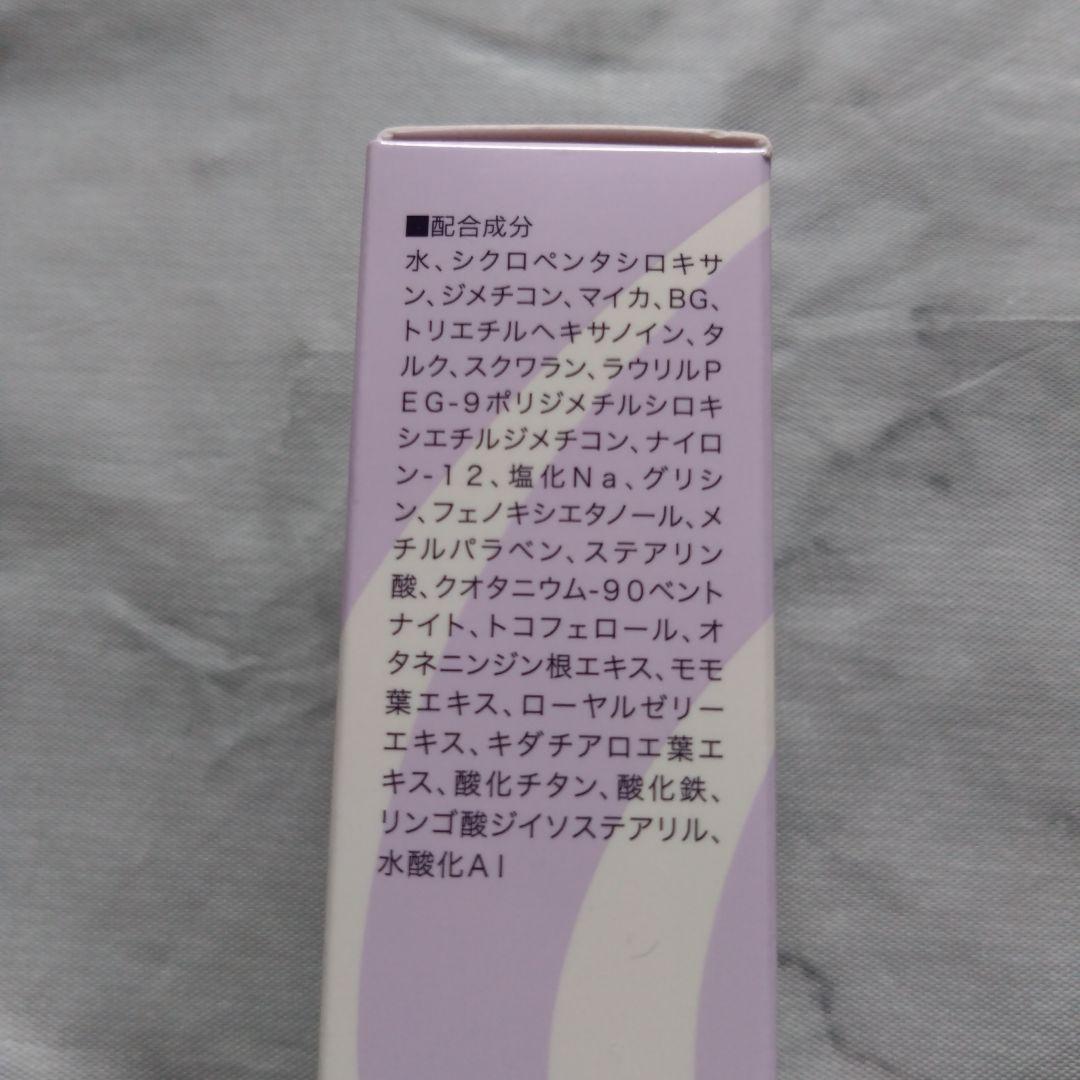 ■配合成分
水、シクロペンタシロキサ
ン、ジメチコン、マイカ、BG、
トリエチルヘキサノイン、タ
ルク、スクワラン、ラウリルP
EG-9ポリジメチルシロキ
シエチルジメチコン、ナイロ
ン-12、塩化Na、グリシ
ン、フェノキシエタノール、メ
チルパラベン、ステアリン
酸、クオタニウム-90ベント
ナイト、トコフェロール、オ
タネニンジン根エキス、モモ
葉エキス、ローヤルゼリー
エキス、キダチアロエ葉エ
キス、酸化チタン、酸化鉄、
リンゴ酸ジイソステアリル、
水酸化Al